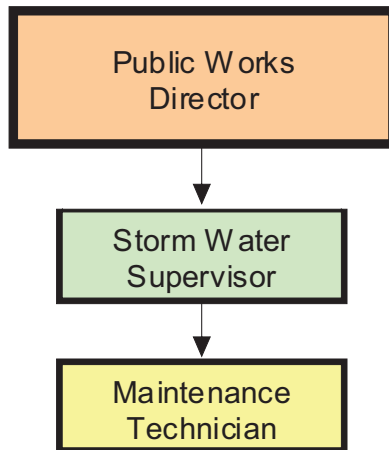 Public Works
Director
Storm Water
Supervisor
Maintenance
Technician